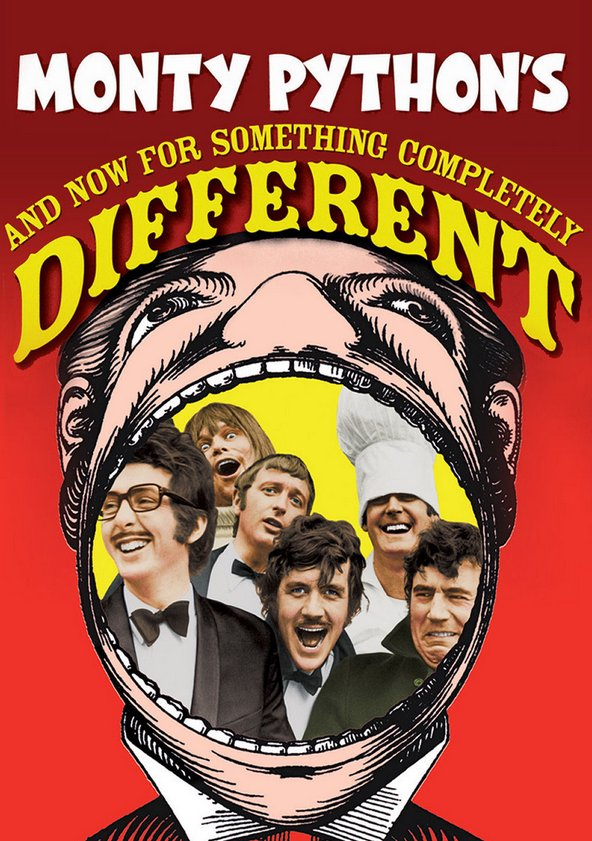 MONTY PYTHON'S
AND NOW FOR SOMETHING COMPLETELY
DIFFERENT